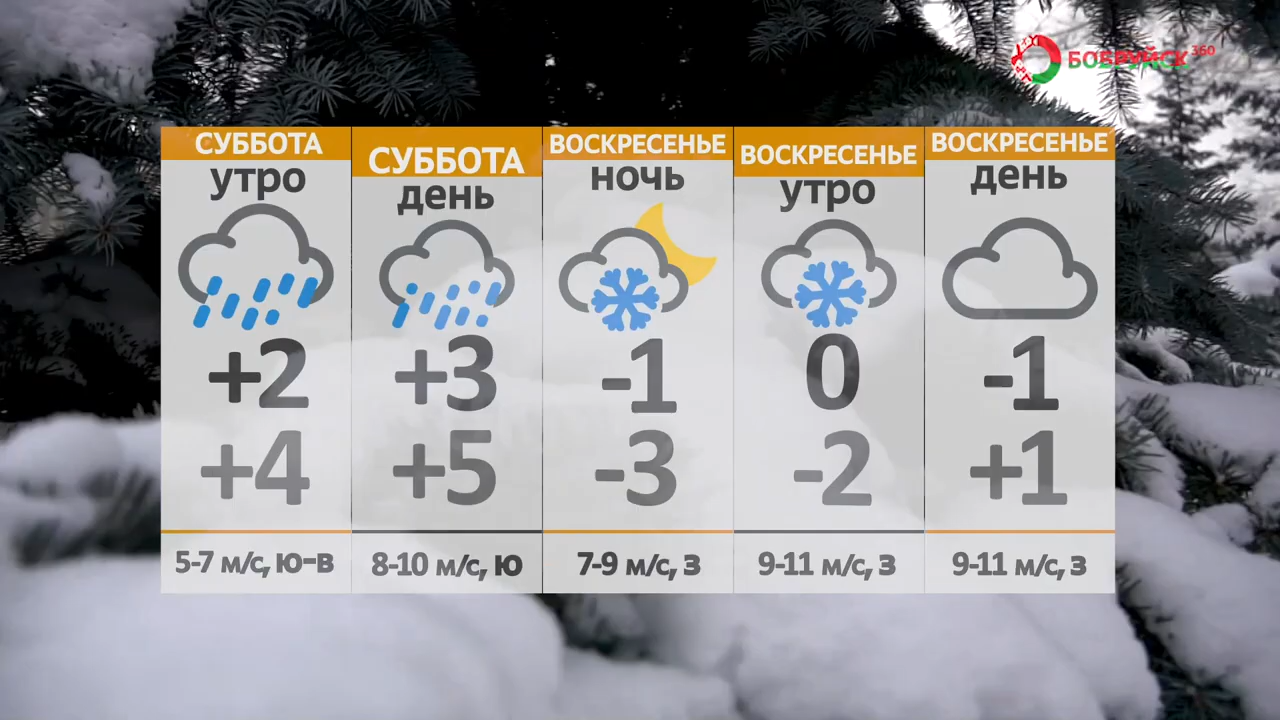 БОБРУЙСК 360
СУББОТА
утро
+2
+4
5-7 м/с, ю-в
СУББОТА
день
+3
+5
8-10 м/с, ю
ВОСКРЕСЕНЬЕ
ночь
-1
-3
7-9 м/с, з
ВОСКРЕСЕНЬЕ
утро
0
-2
9-11 м/с, з
ВОСКРЕСЕНЬЕ
день
-1
+1
9-11 м/с, з